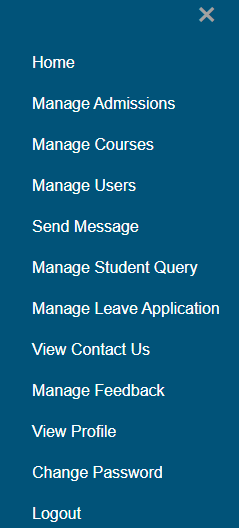 Home
Manage Admissions
Manage Courses
Manage Users
Send Message
Manage Student Query
Manage Leave Application
View Contact Us
Manage Feedback
View Profile
Change Password
Logout